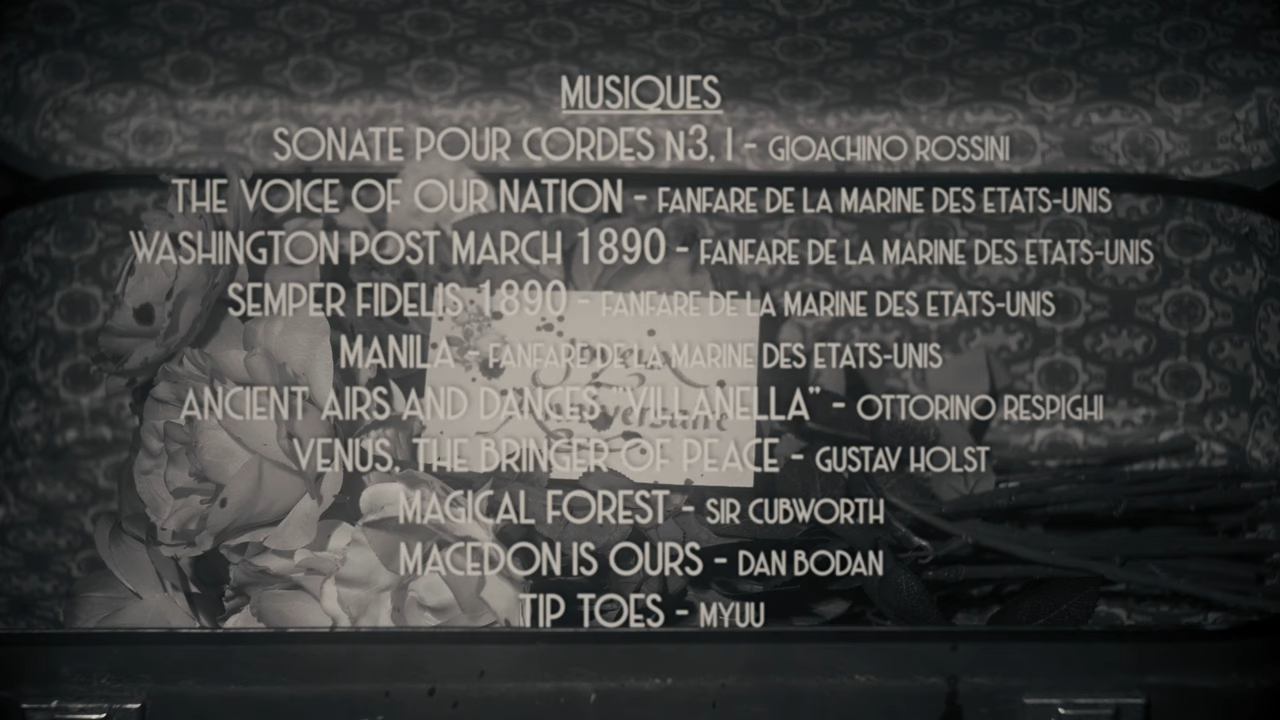 MUSIQUES
SONATE POUR CORDES N3, I - GIOACHINO ROSSINI
THE VOICE OF OUR NATION - FANFARE DE LA MARINE DES ETATS-UNIS
WASHINGTON POST MARCH 1890 - FANFARE DE LA MARINE DES ETATS-UNIS
SEMPER FIDELIS 1890 - FANFARE DE LA MARINE DES ETATS-UNIS
MANILA - FANFARE DE LA MARINE DES ETATS-UNIS
ANCIENT AIRS AND DANCES "VILLANELLA" - OTTORINO RESPIGHI
VENUS, THE BRINGER OF PEACE - GUSTAV HOLST
MAGICAL FOREST - SIR CUBWORTH
MACEDON IS OURS - DAN BODAN
TIP TOES - MYUU
anniversaire